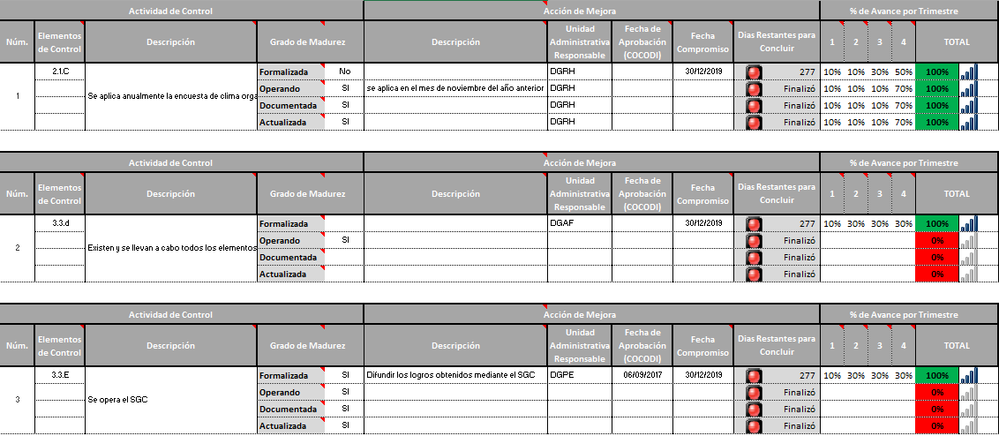 Actividad de Control Acción de Mejora % de Avance por Trimestre
Núm. Elementos de Control Descripción Grado de Madurez Descripción Unidad Administrativa Responsable Fecha de Aprobación (COCODI) Fecha Compromiso Dias Restantes para Concluir 1 2 3 4 TOTAL
1 2.1.C Se aplica anualmente la encuesta de clima orga
Formalizada No DGRH 30/12/2019 277 10% 10% 30% 50% 100%
Operando SI se aplica en el mes de noviembre del año anterior DGRH Finalizó 10% 10% 10% 70% 100%
Documentada SI DGRH Finalizó 10% 10% 10% 70% 100%
Actualizada SI DGRH Finalizó 10% 10% 10% 70% 100%
Actividad de Control Acción de Mejora % de Avance por Trimestre
Núm. Elementos de Control Descripción Grado de Madurez Descripción Unidad Administrativa Responsable Fecha de Aprobación (COCODI) Fecha Compromiso Dias Restantes para Concluir 1 2 3 4 TOTAL
2 3.3.d Existen y se llevan a cabo todos los elementos
Formalizada DGAF 30/12/2019 277 10% 30% 30% 30% 100%
Operando SI Finalizó 0%
Documentada Finalizó 0%
Actualizada Finalizó 0%
Actividad de Control Acción de Mejora % de Avance por Trimestre
Núm. Elementos de Control Descripción Grado de Madurez Descripción Unidad Administrativa Responsable Fecha de Aprobación (COCODI) Fecha Compromiso Dias Restantes para Concluir 1 2 3 4 TOTAL
3 3.3.E Se opera el SGC
Formalizada SI Difundir los logros obtenidos mediante el SGC DGPE 06/09/2017 30/12/2019 277 10% 30% 30% 30% 100%
Operando SI Finalizó 0%
Documentada SI Finalizó 0%
Actualizada SI Finalizó 0%